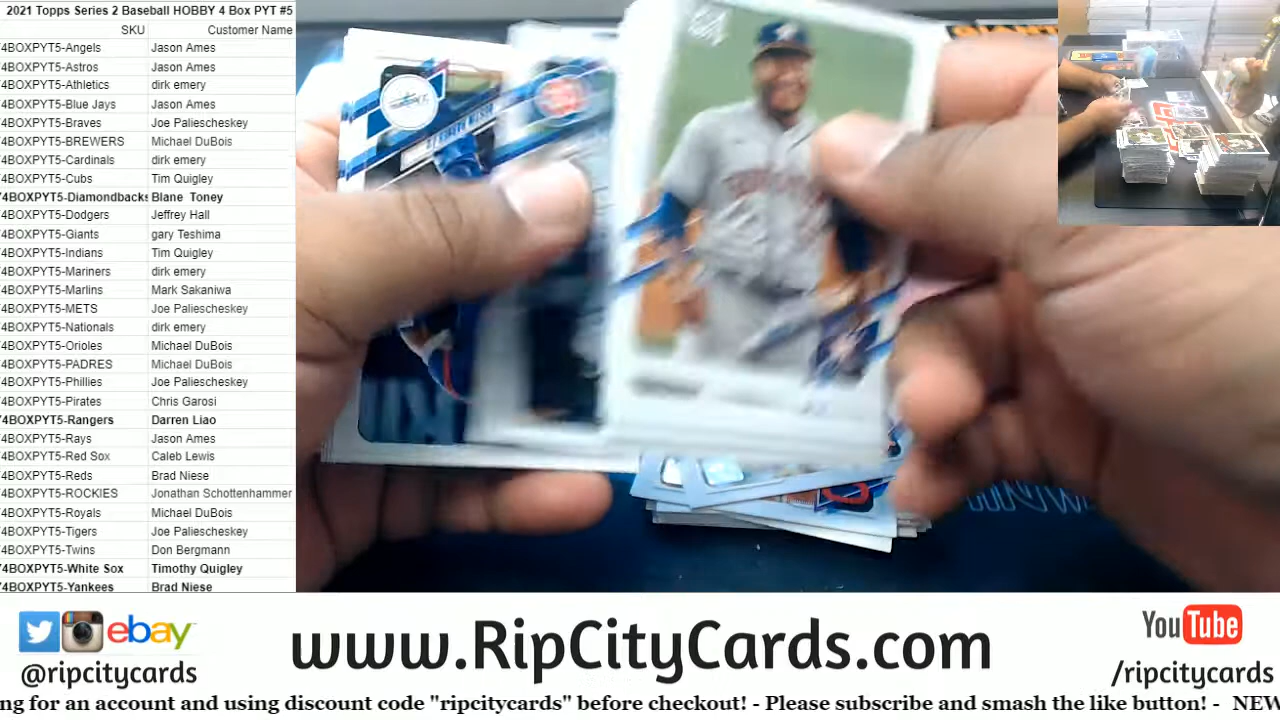 2021 Topps Series 2 Baseball HOBBY 4 Box PYT #5
SKU Customer Name
4BOXPYT5-Angels Jason Ames
4BOXPYT5-Astros Jason Ames
4BOXPYT5-Athletics dirk emery
4BOXPYT5-Blue Jays Jason Ames
4BOXPYT5-Braves Joe Paliescheskey
4BOXPYT5-BREWERS Michael DuBois
4BOXPYT5-Cardinals dirk emery
4BOXPYT5-Cubs Tim Quigley
4BOXPYT5-Diamondbacks Blane Toney
4BOXPYT5-Dodgers Jeffrey Hall
4BOXPYT5-Giants gary Teshima
4BOXPYT5-Indians Tim Quigley
4BOXPYT5-Mariners dirk emery
4BOXPYT5-Marlins Mark Sakaniwa
4BOXPYT5-METS Joe Paliescheskey
4BOXPYT5-Nationals dirk emery
4BOXPYT5-Orioles Michael DuBois
4BOXPYT5-PADRES Michael DuBois
4BOXPYT5-Phillies Joe Paliescheskey
4BOXPYT5-Pirates Chris Garosi
4BOXPYT5-Rangers Darren Liao
4BOXPYT5-Rays Jason Ames
4BOXPYT5-Red Sox Caleb Lewis
4BOXPYT5-Reds Brad Niese
4BOXPYT5-ROCKIES Jonathan Schottenhammer
4BOXPYT5-Royals Michael DuBois
4BOXPYT5-Tigers Joe Paliescheskey
4BOXPYT5-Twins Don Bergmann
4BOXPYT5-White Sox Timothy Quigley
4BOXPYT5-Yankees Brad Niese
GIANT
ebay
@ripcitycards
www.RipCityCards.com
YouTube
/ripcitycards
ng for an account and using discount code "ripcitycards" before checkout! - Please subscribe and smash the like button! - NEW